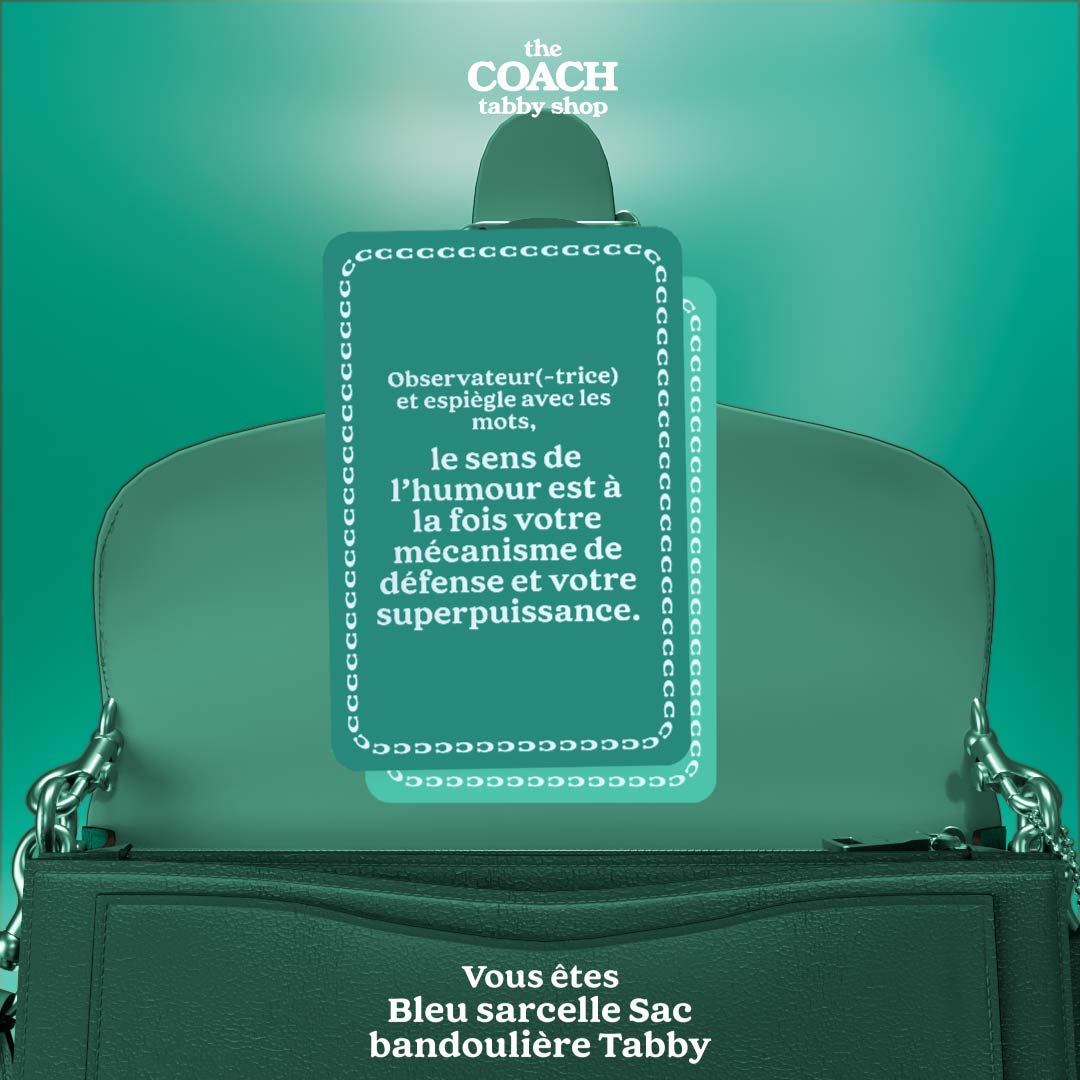 the
COACH
tabby shop
Observateur(-trice)
et espiègle avec les
mots,
le sens de
l’humour est à
la fois votre
mécanisme de
défense et votre
superpuissance.
Vous êtes
Bleu sarcelle Sac
bandoulière Tabby